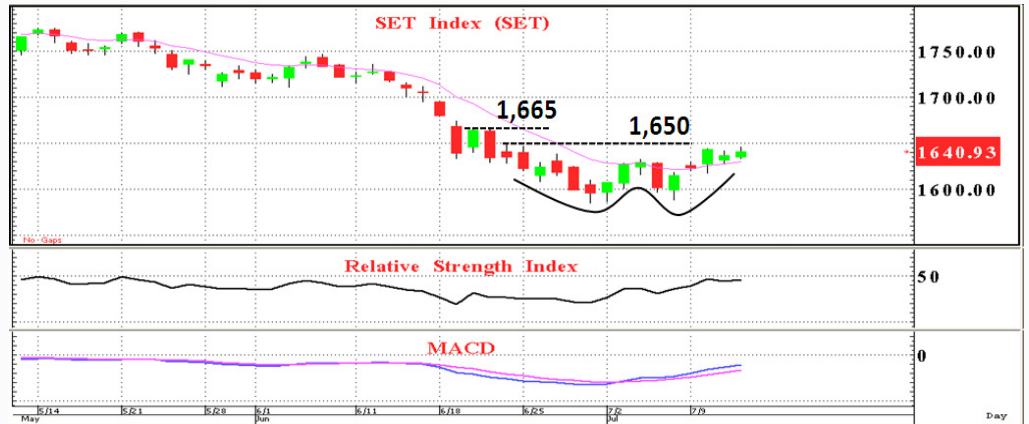 SET Index (SET)
1750.00
1700.00
1,665
1,650
1640.93
1600.00
No-Gaps
Relative Strength Index
50
MACD
0
5/14 5/21 5/28 6/1 6/11 6/18 6/25 7/2 7/9
May Jun Jul Day